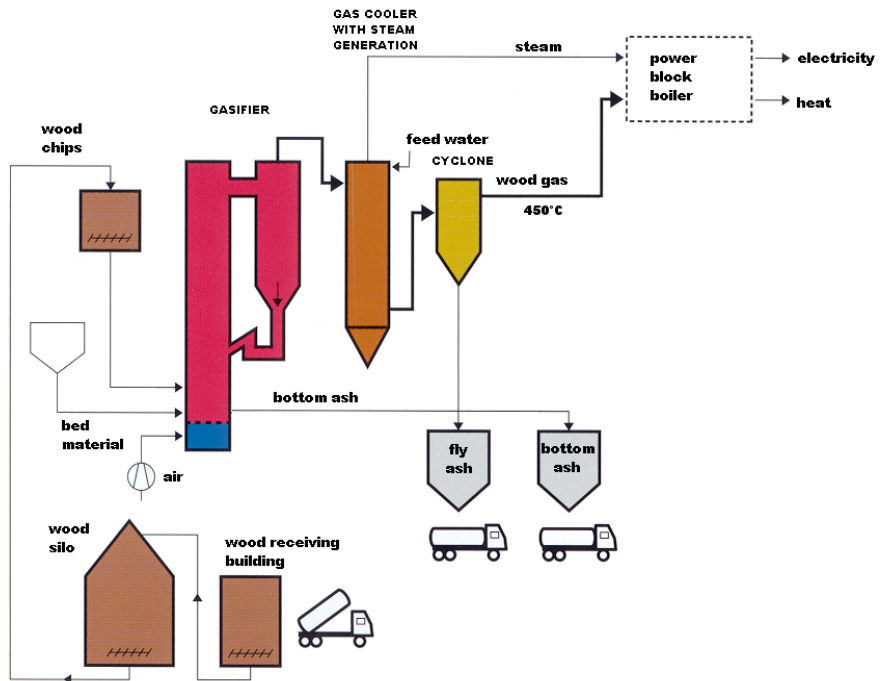 GAS COOLER
WITH STEAM
GENERATION
steam
power
block
boiler
electricity
heat
GASIFIER
wood
chips
feed water
CYCLONE
wood gas
450°C
bottom ash
bed
material
air
fly
ash
bottom
ash
wood
silo
wood receiving
building